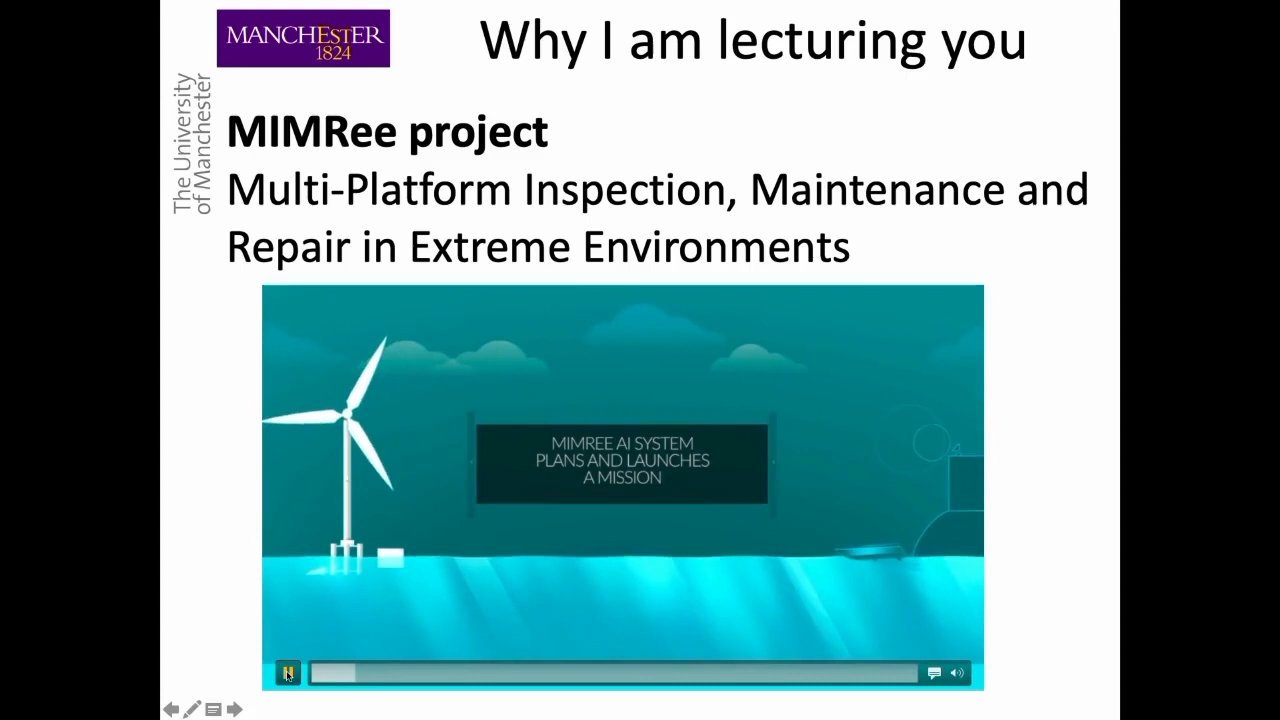 MANCHESTER
1824
The University
of Manchester
Why I am lecturing you
MIMRee project
Multi-Platform Inspection, Maintenance and
Repair in Extreme Environments
MIMREE AI SYSTEM
PLANS AND LAUNCHES
A MISSION